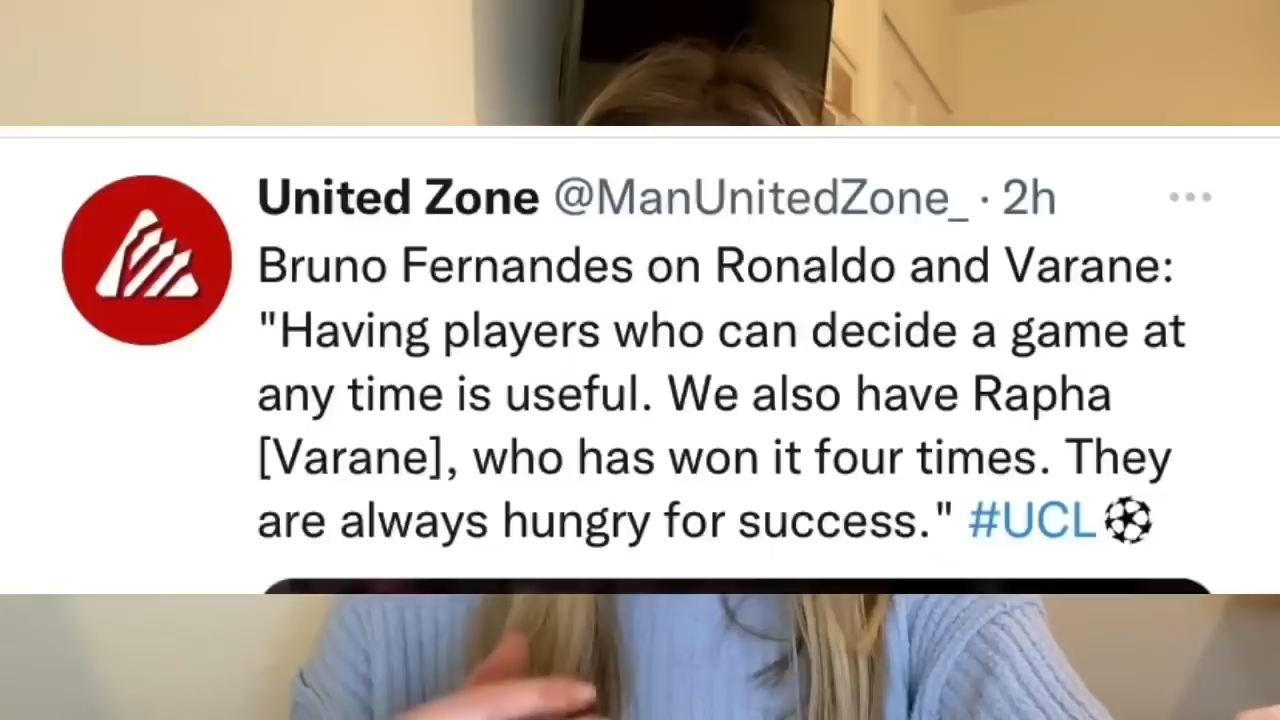 United Zone @ManUnitedZone_ · 2h
Bruno Fernandes on Ronaldo and Varane:
"Having players who can decide a game at
any time is useful. We also have Rapha
[Varane], who has won it four times. They
are always hungry for success." #UCL⚽